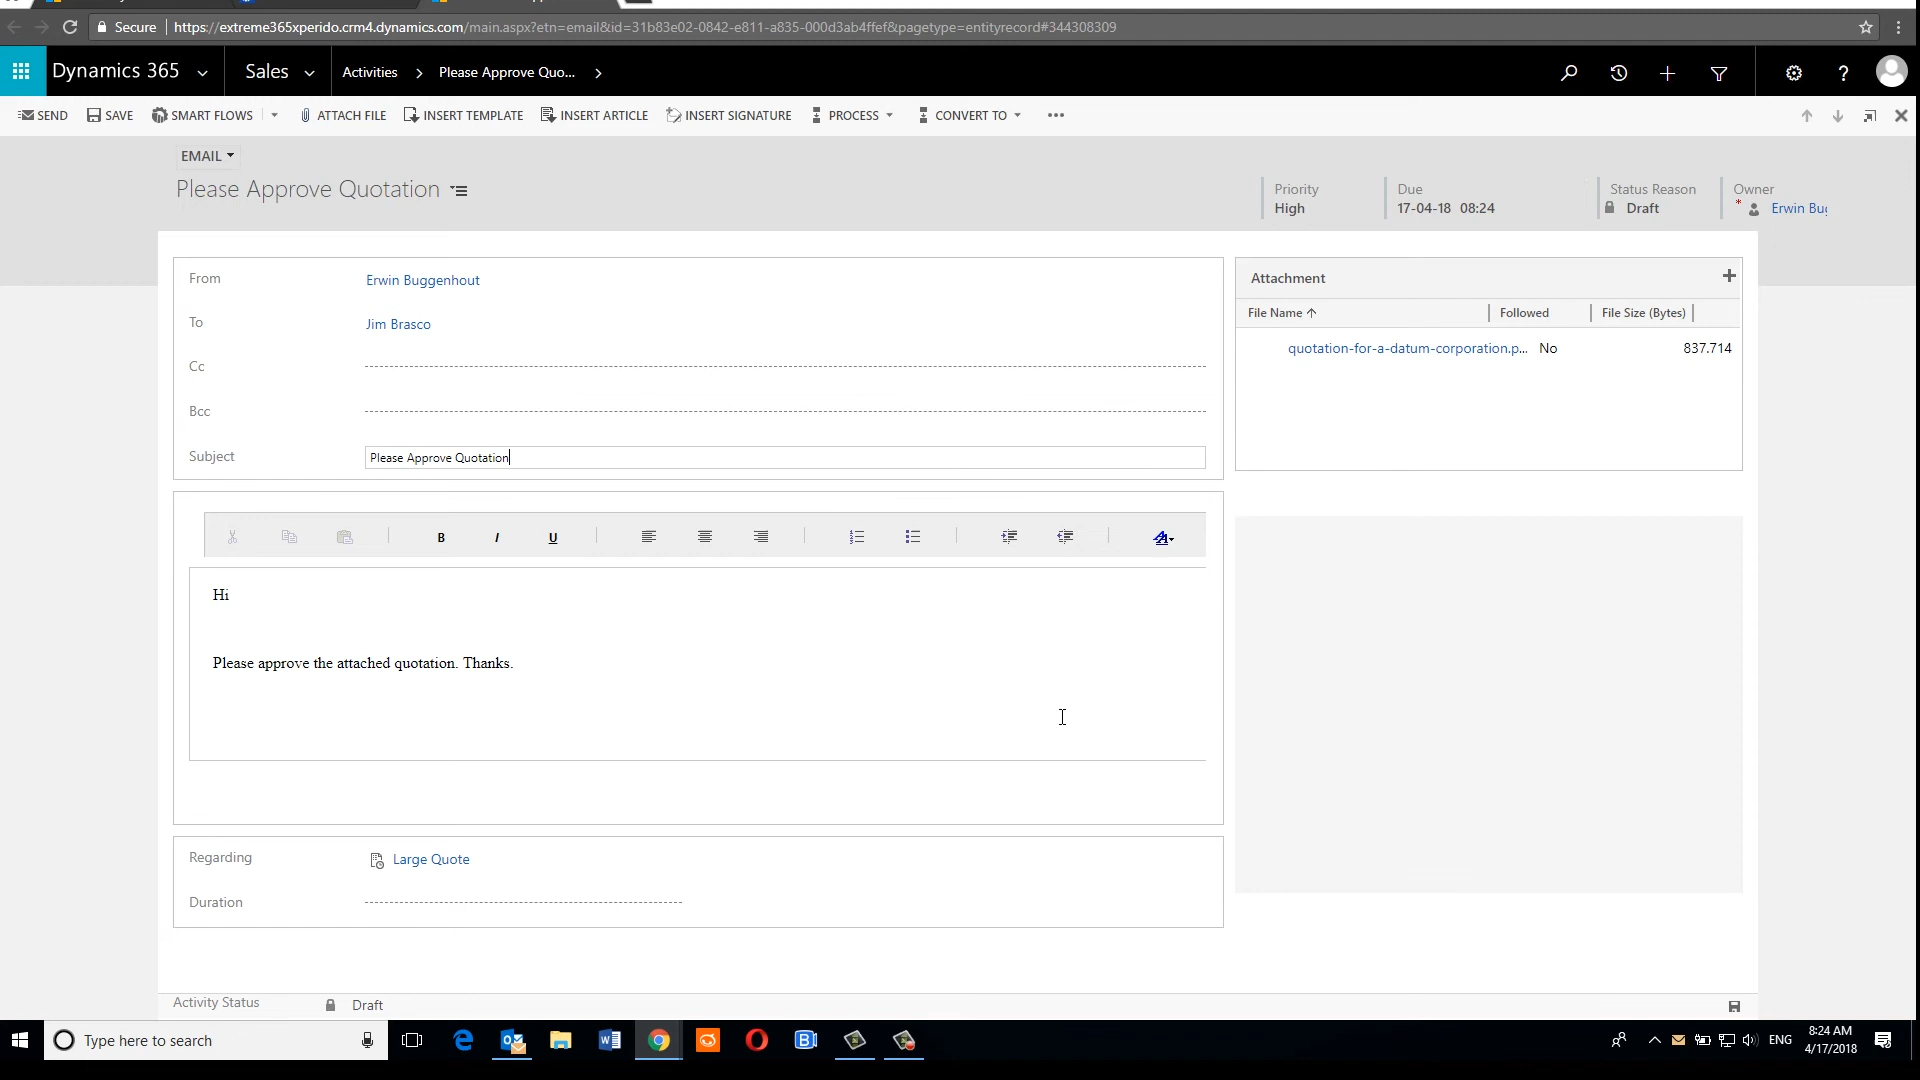 Secure https://extreme365xperido.crm4.dynamics.com/main.aspx?etn=email&id=31b83e02-0842-e811-a835-000d3ab4ffef&pagetype=entityrecord#344308309
Dynamics 365 Sales Activities > Please Approve Quo... >
SEND SAVE SMART FLOWS ATTACH FILE INSERT TEMPLATE INSERT ARTICLE INSERT SIGNATURE PROCESS CONVERT TO •••
EMAIL
Please Approve Quotation
Priority Due Status Reason Owner
High 17-04-18 08:24 Draft * Erwin Bug
From Erwin Buggenhout
To Jim Brasco
Cc
Bcc
Subject Please Approve Quotation
Attachment +
File Name ↑ Followed File Size (Bytes)
quotation-for-a-datum-corporation.p... No 837.714
B I U A
Hi
Please approve the attached quotation. Thanks.
Regarding Large Quote
Duration
Activity Status Draft
Type here to search
ENG
8:24 AM
4/17/2018